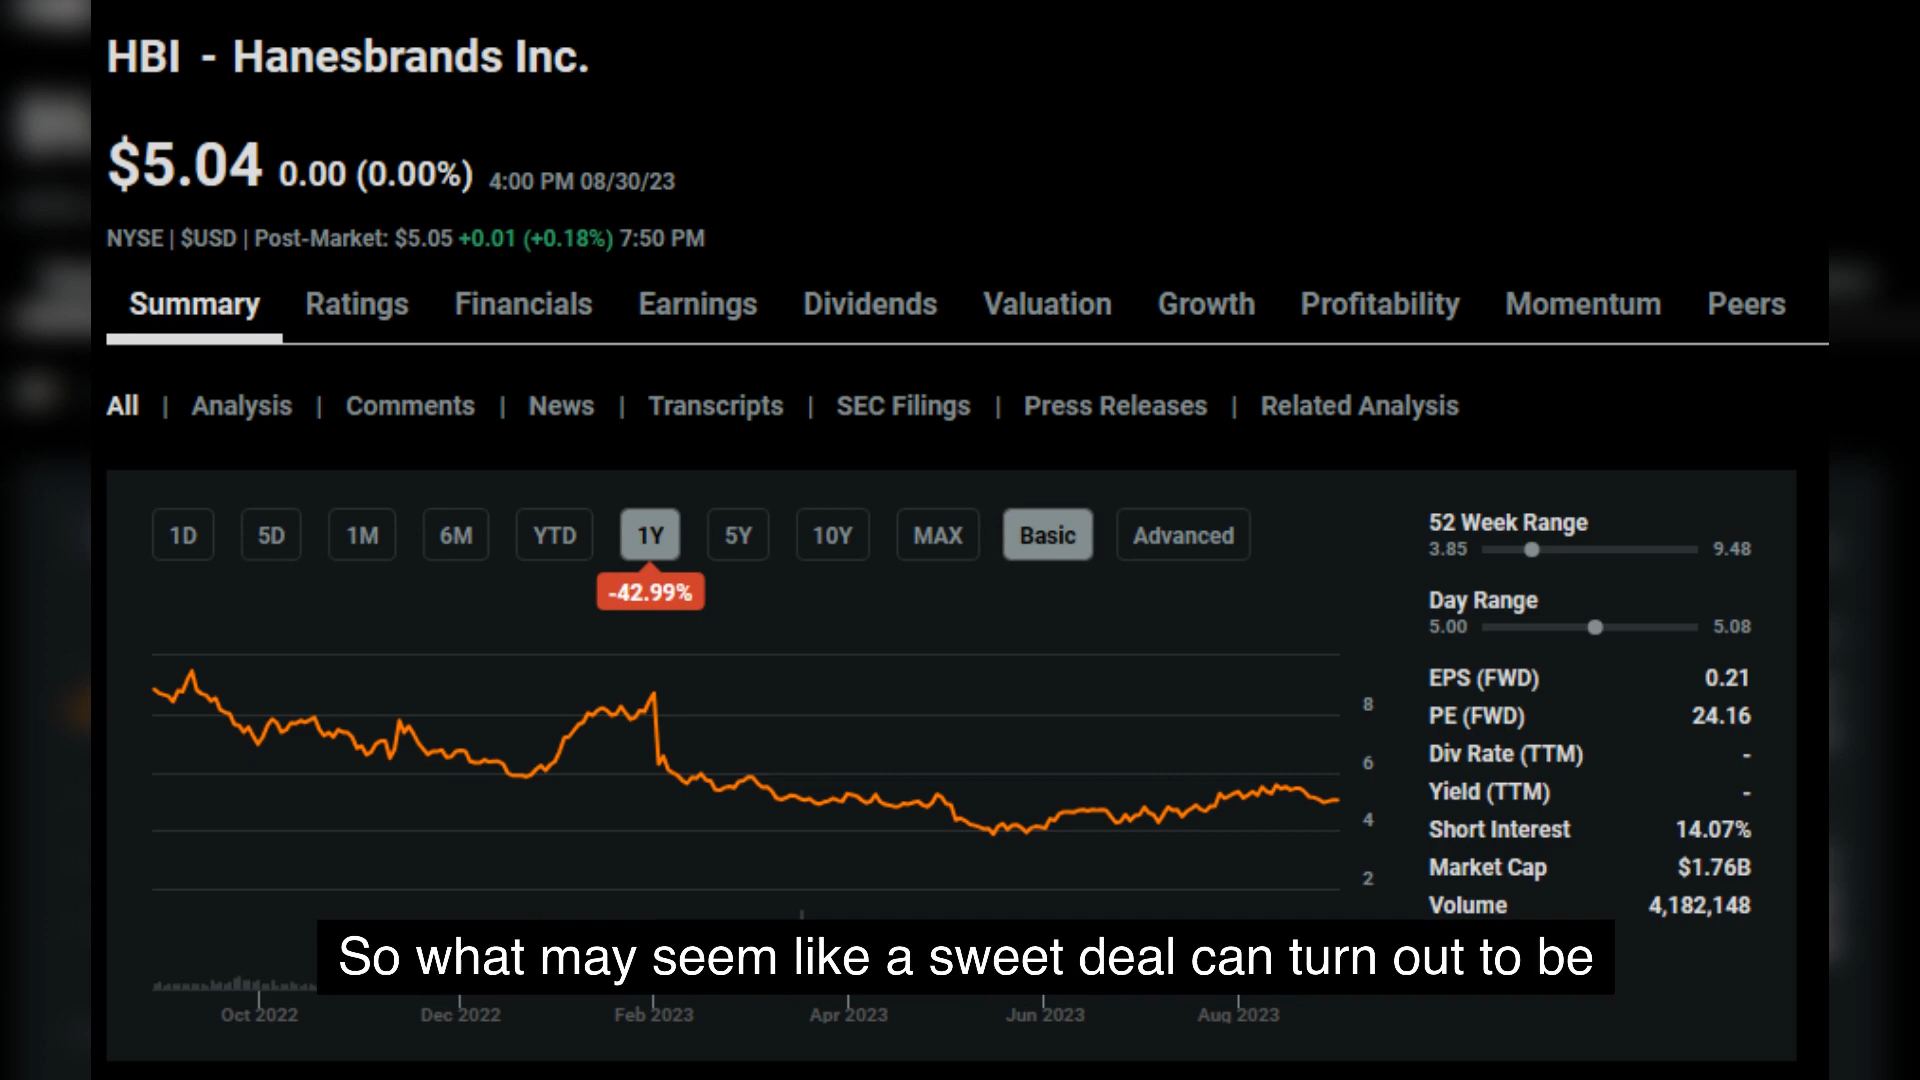 HBI - Hanesbrands Inc.
$5.04 0.00 (0.00%) 4:00 PM 08/30/23
NYSE | $USD | Post-Market: $5.05 +0.01 (+0.18%) 7:50 PM
Summary Ratings Financials Earnings Dividends Valuation Growth Profitability Momentum Peers
All | Analysis | Comments | News | Transcripts | SEC Filings | Press Releases | Related Analysis
1D 5D 1M 6M YTD 1Y 5Y 10Y MAX Basic Advanced
-42.99%
8
6
4
2
Oct 2022 Dec 2022 Feb 2023 Apr 2023 Jun 2023 Aug 2023
52 Week Range
3.85 9.48
Day Range
5.00 5.08
EPS (FWD) 0.21
PE (FWD) 24.16
Div Rate (TTM) -
Yield (TTM) -
Short Interest 14.07%
Market Cap $1.76B
Volume 4,182,148
So what may seem like a sweet deal can turn out to be